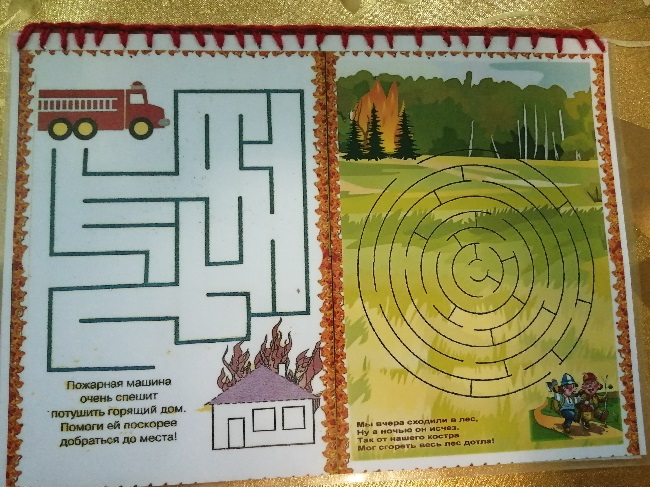 Пожарная машина
очень спешит
потушить горящий дом.
Помоги ей поскорее
добраться до места!
Мы вчера сходили в лес,
Ну а ночью он исчез.
Так от нашего костра
Мог сгореть весь лес дотла!